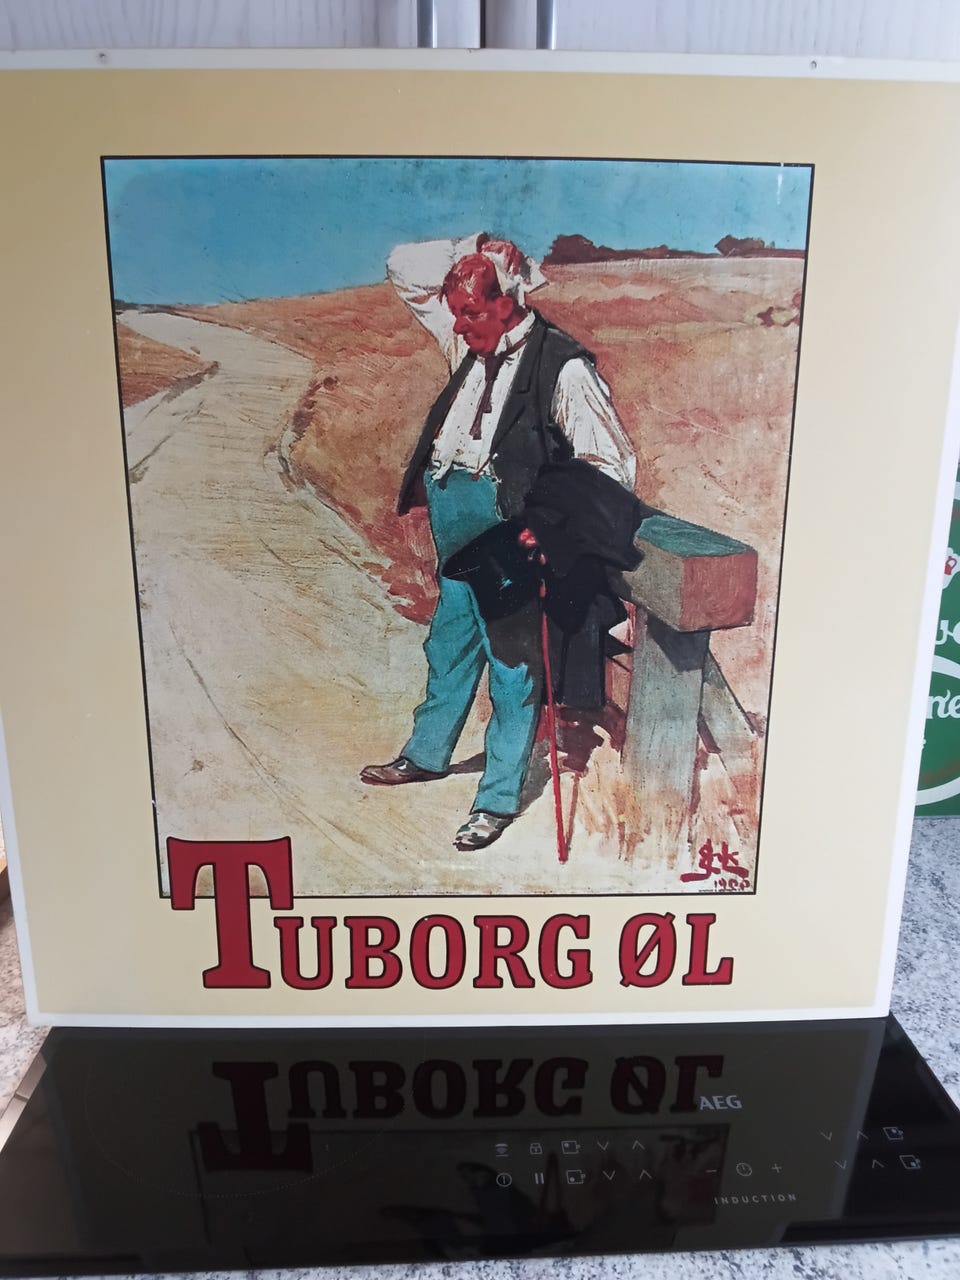 TUBORG ØL
AEG
INDUCTION